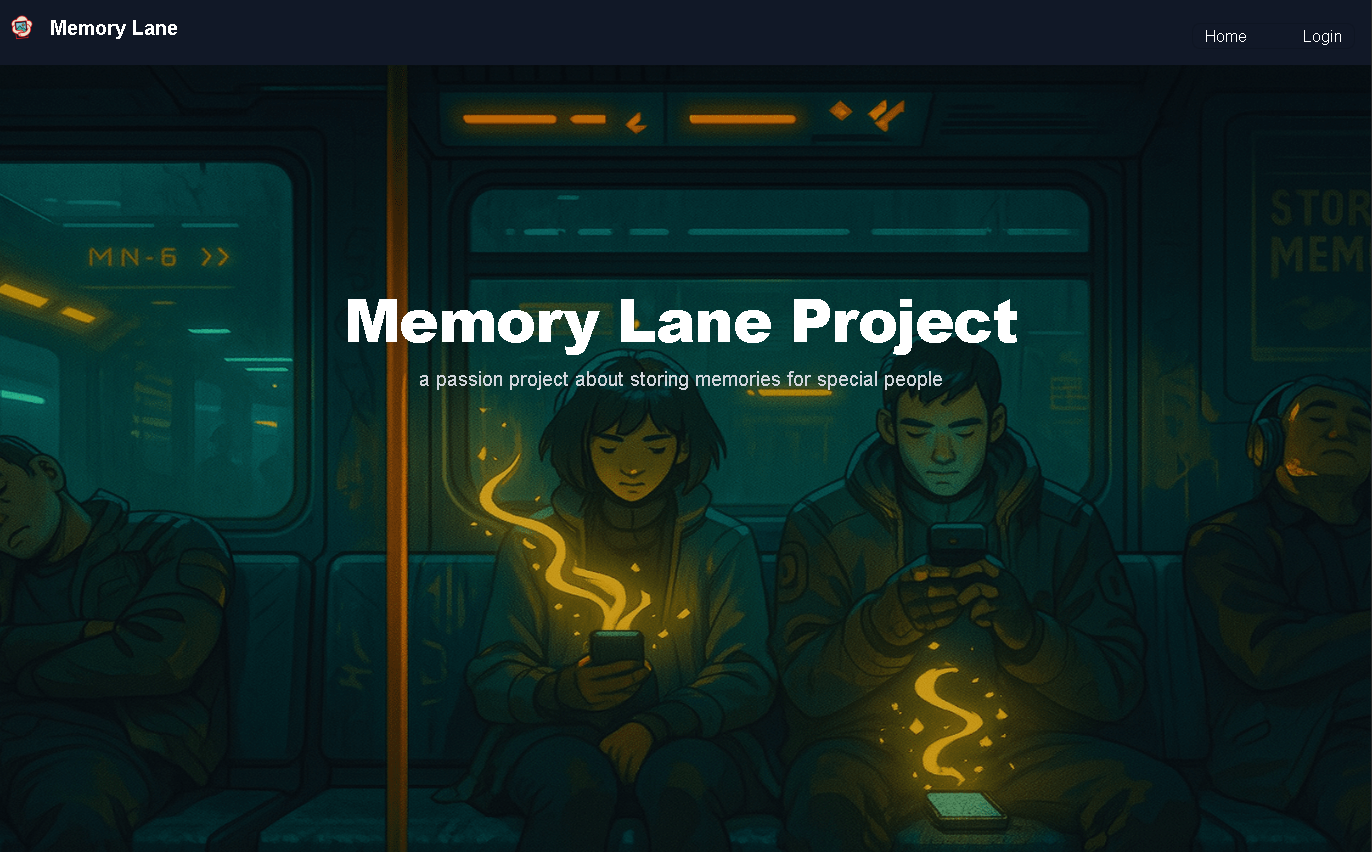 Memory Lane
Home
Login
MN-6 >>
STOR
MEM
Memory Lane Project
a passion project about storing memories for special people